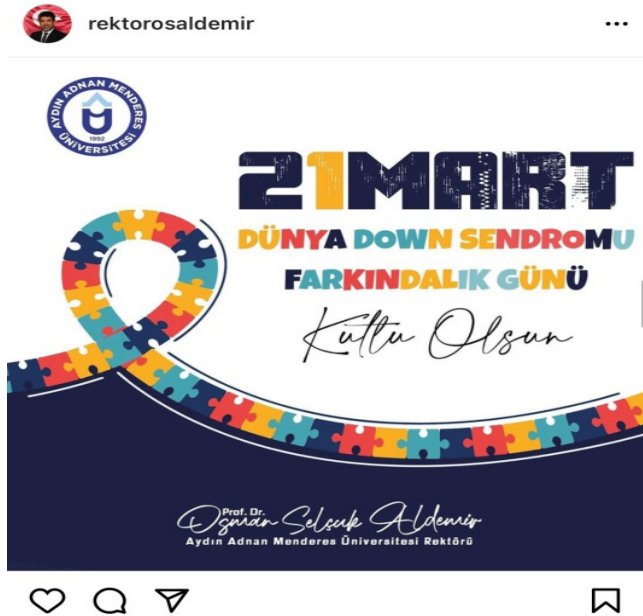 rektorosaldemir
AYDIN ADNAN MENDERES ÜNİVERSİTESİ
1992
21MART
DÜNYA DOWN SENDROMU
FARKINDALIK GÜNÜ
Kutlu Olsun
Prof. Dr.
Osman Selçuk Aldemir
Aydın Adnan Menderes Üniversitesi Rektörü